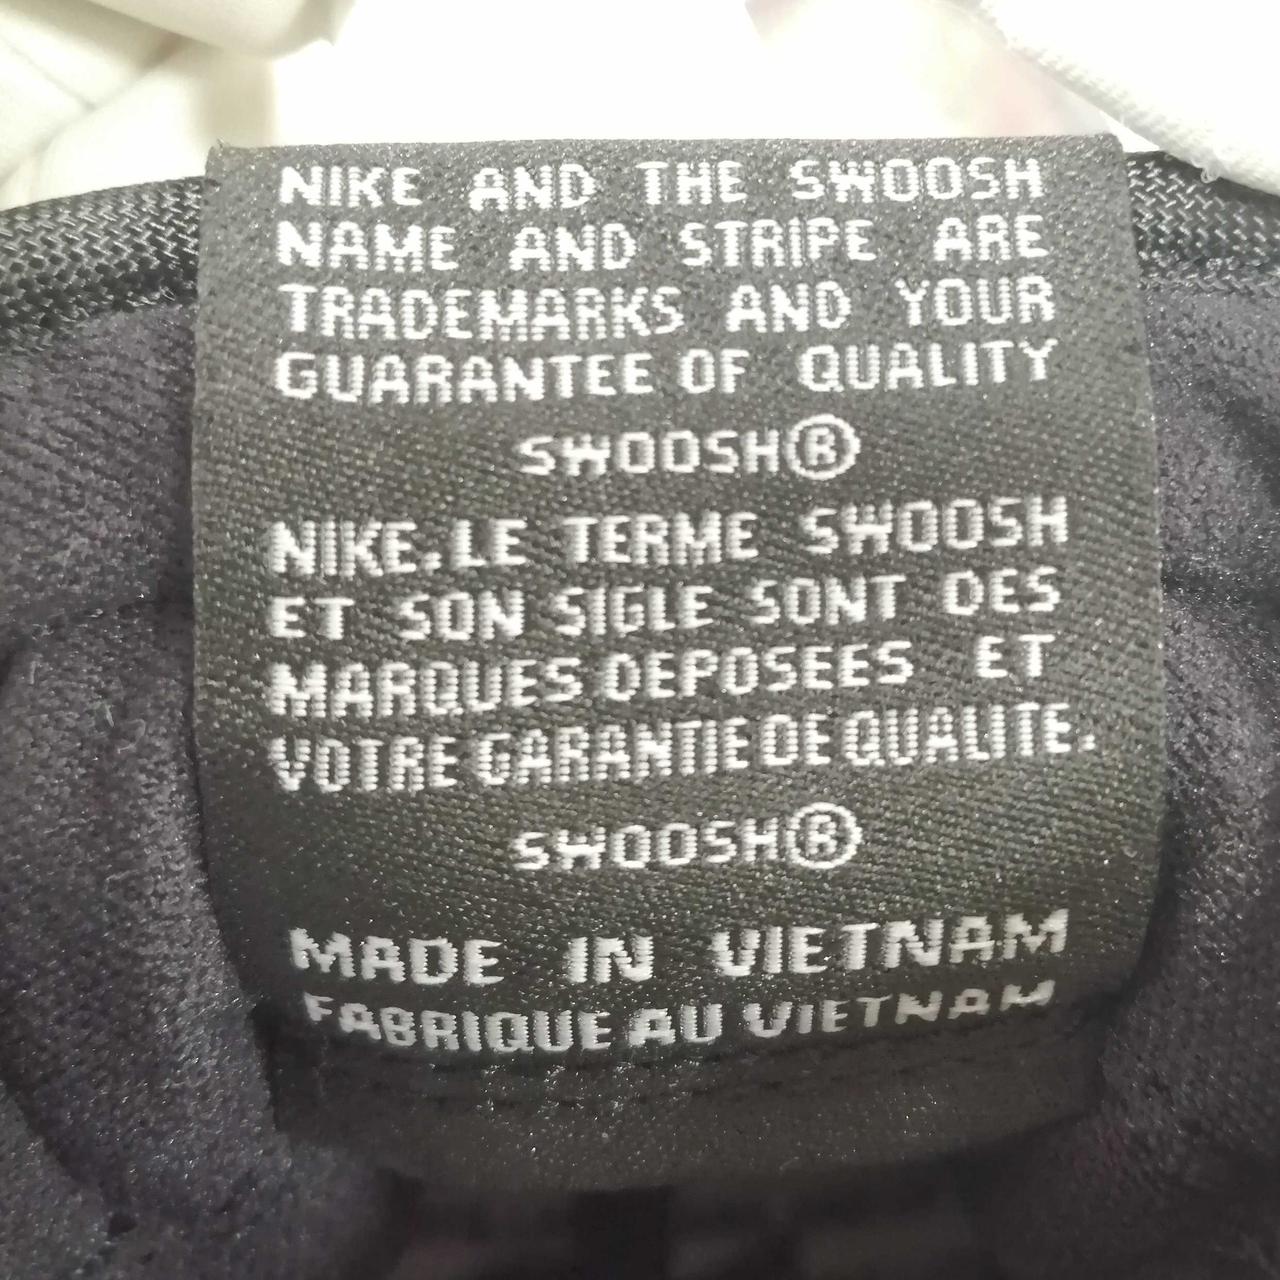 NIKE AND THE SWOOSH
NAME AND STRIPE ARE
TRADEMARKS AND YOUR
GUARANTEE OF QUALITY
SWOOSH®
NIKE, LE TERME SWOOSH
ET SON SIGLE SONT DES
MARQUES DEPOSEES ET
VOTRE GARANTIE DE QUALITE.
SWOOSH®
MADE IN VIETNAM
FABRIQUE AU VIETNAM